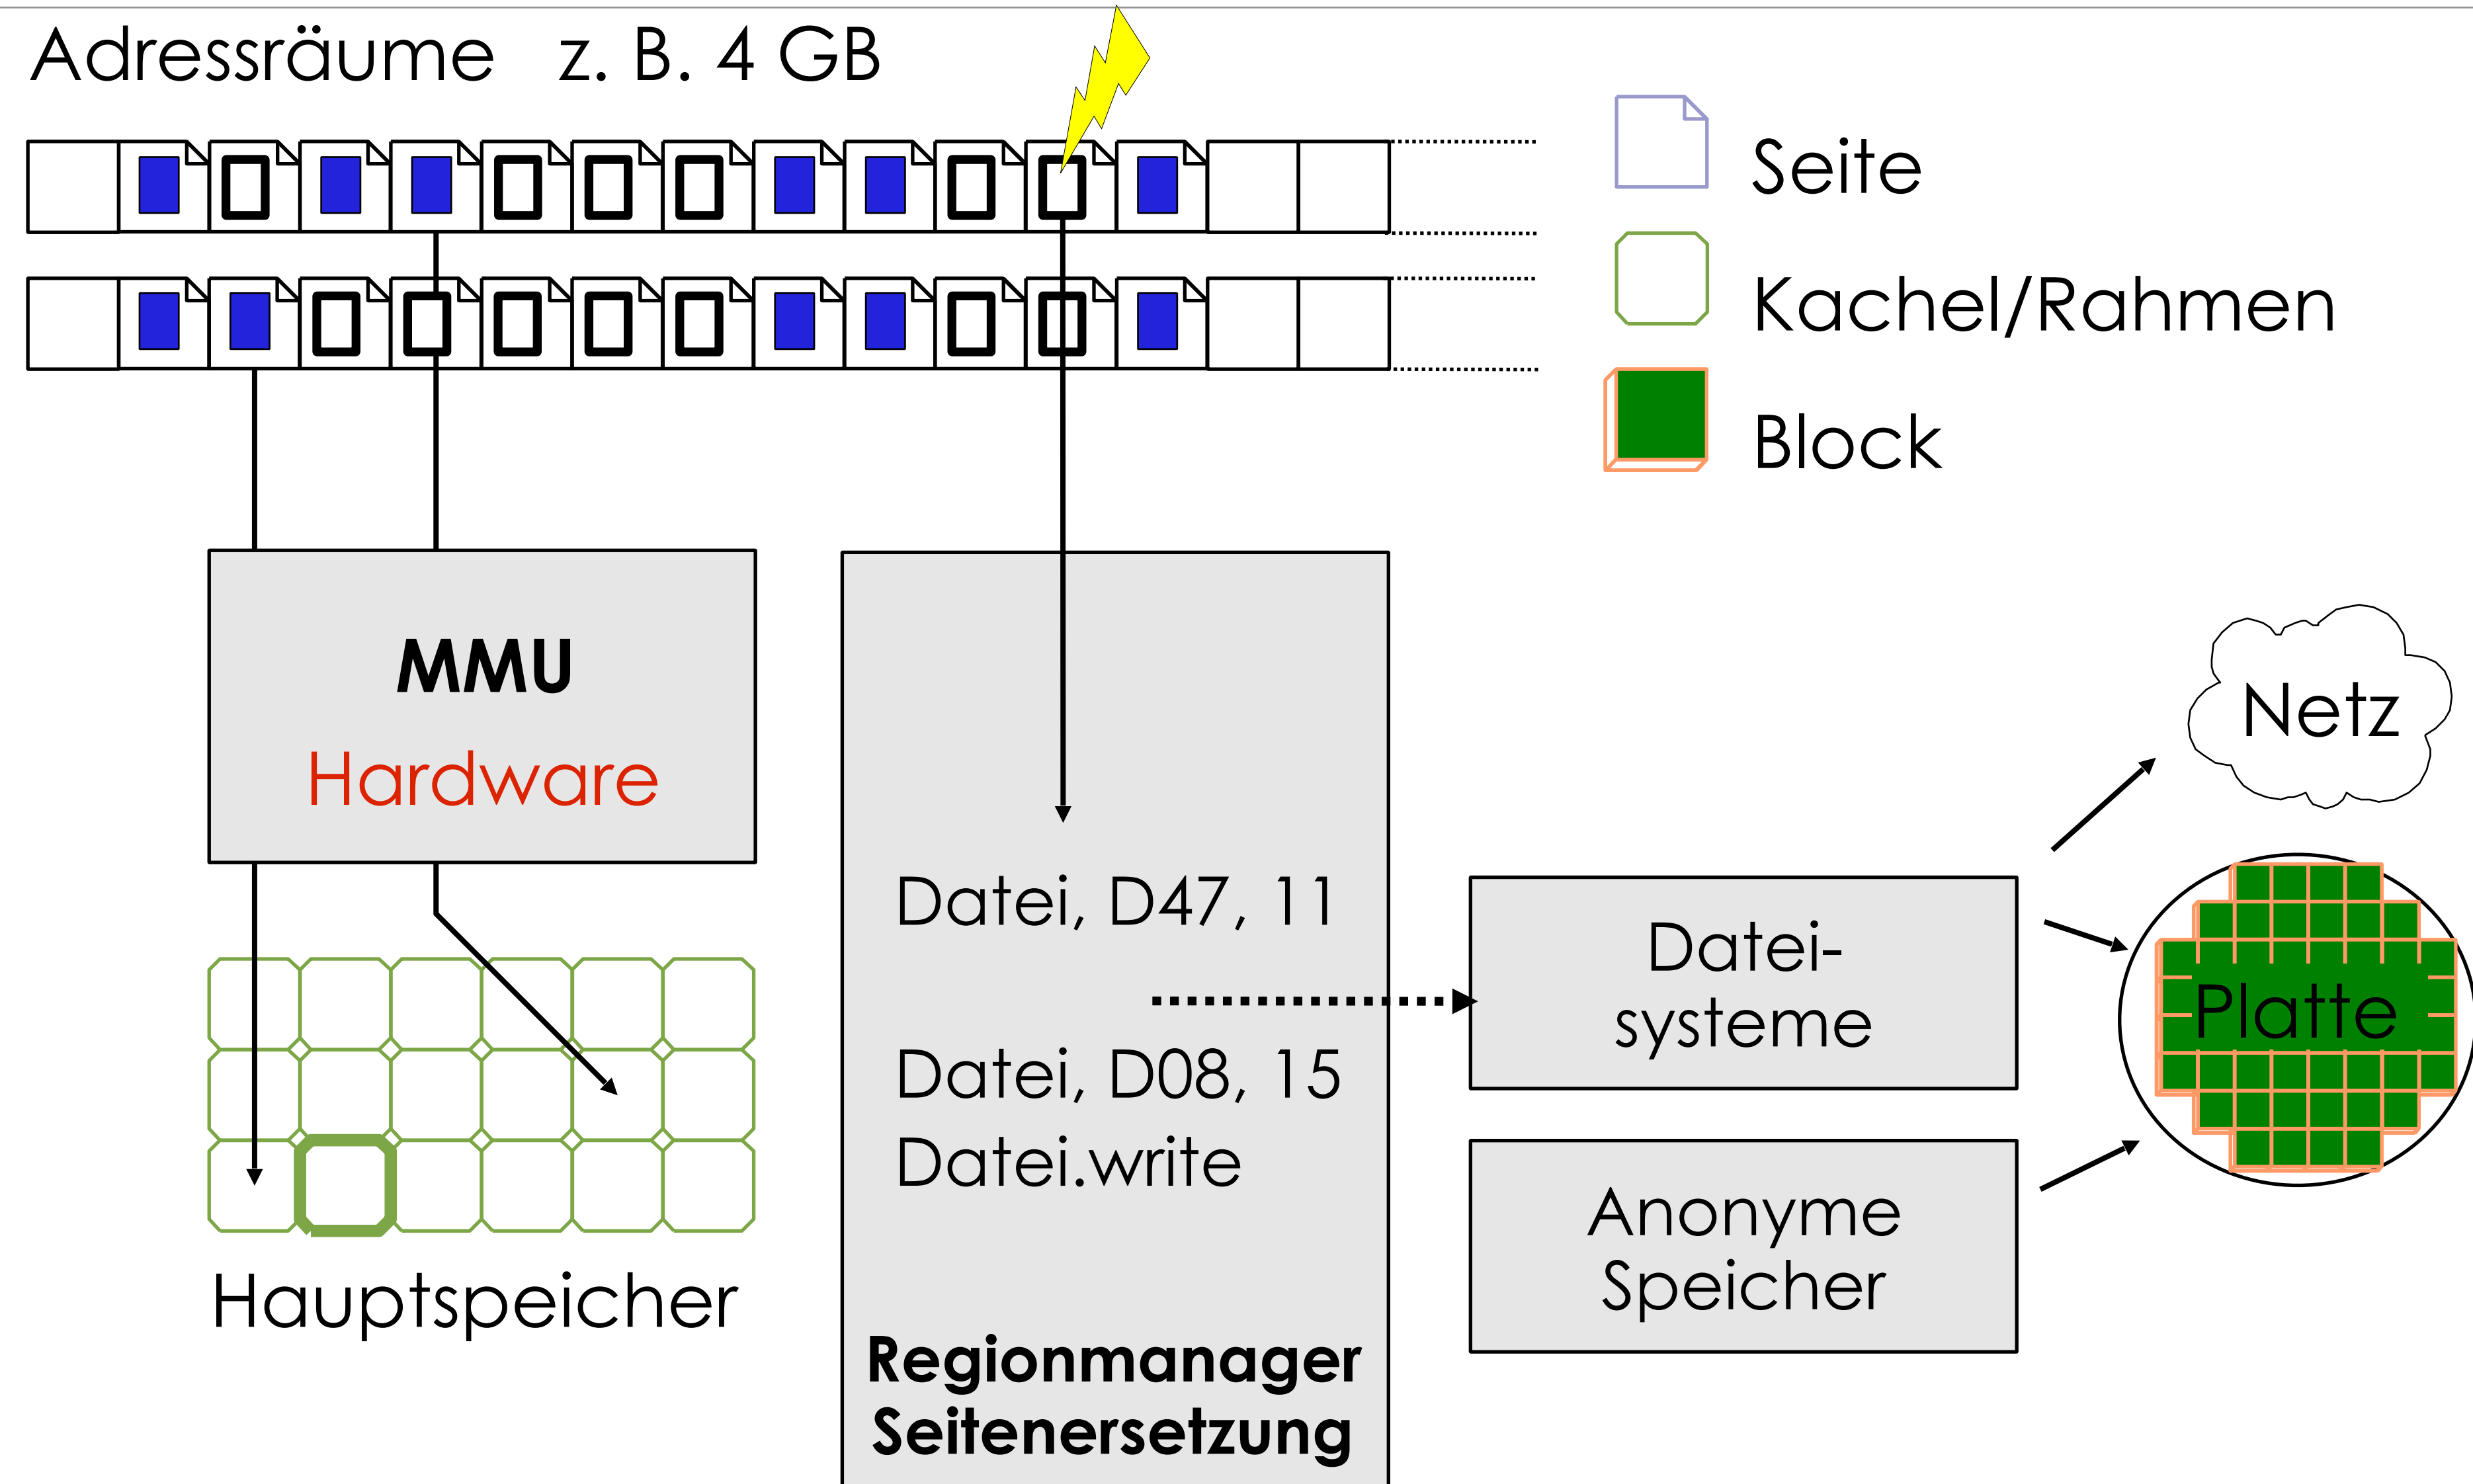 Adressräume z. B. 4 GB
Seite
Kachel/Rahmen
Block
MMU
Hardware
Hauptspeicher
Datei, D47, 11
Datei, D08, 15
Datei.write
Regionmanager
Seitenersetzung
Datei-
systeme
Anonyme
Speicher
Netz
Platte